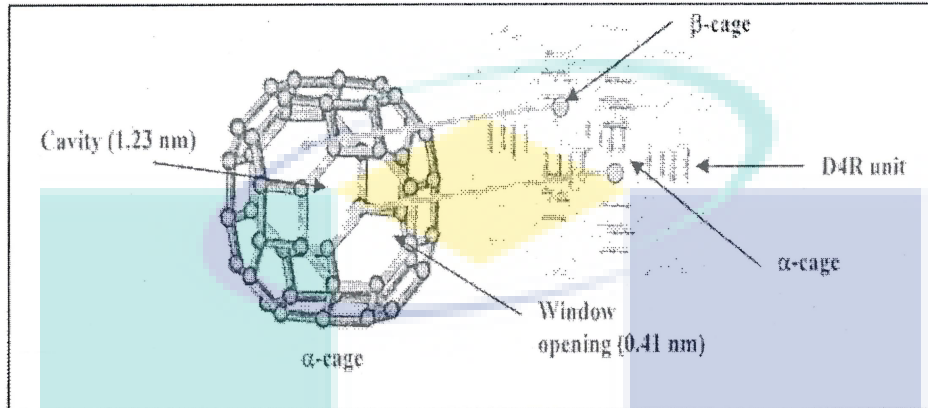 β-cage
Cavity (1.23 nm)
D4R unit
α-cage
Window
opening (0.41 nm)
α-cage